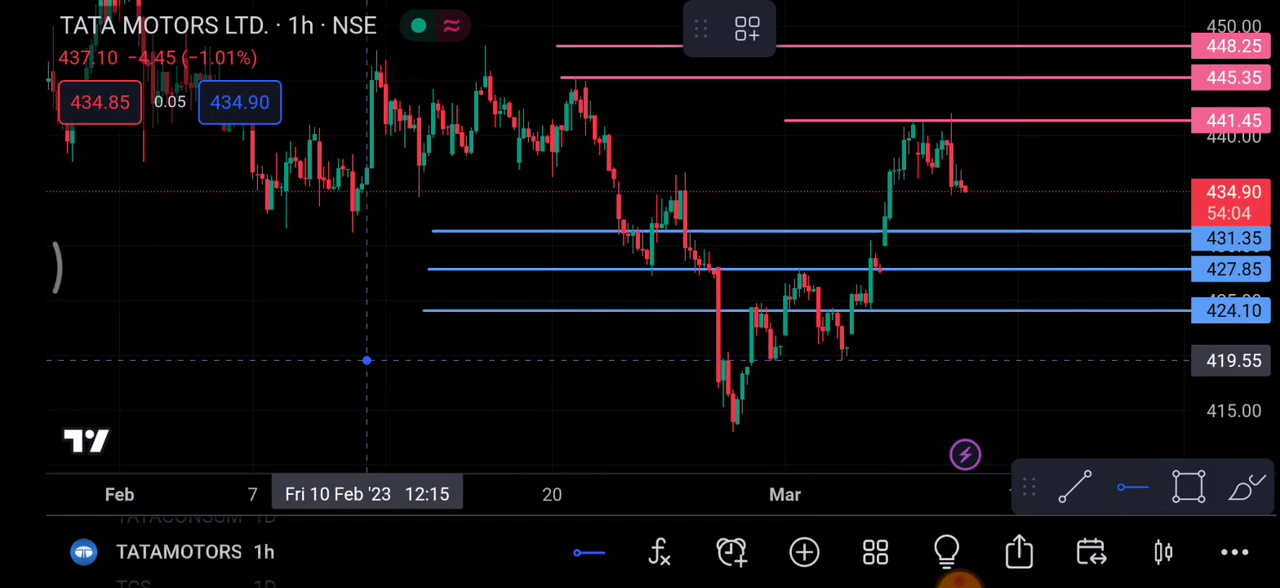 TATA MOTORS LTD. · 1h · NSE
437.10 −4.45 (−1.01%)
434.85 0.05 434.90
450.00
448.25
445.35
441.45
440.00
434.90
54:04
431.35
427.85
424.10
419.55
415.00
Feb 7 Fri 10 Feb '23 12:15 20 Mar
TATACONSUM 1D
TATAMOTORS 1h
TCS 1D